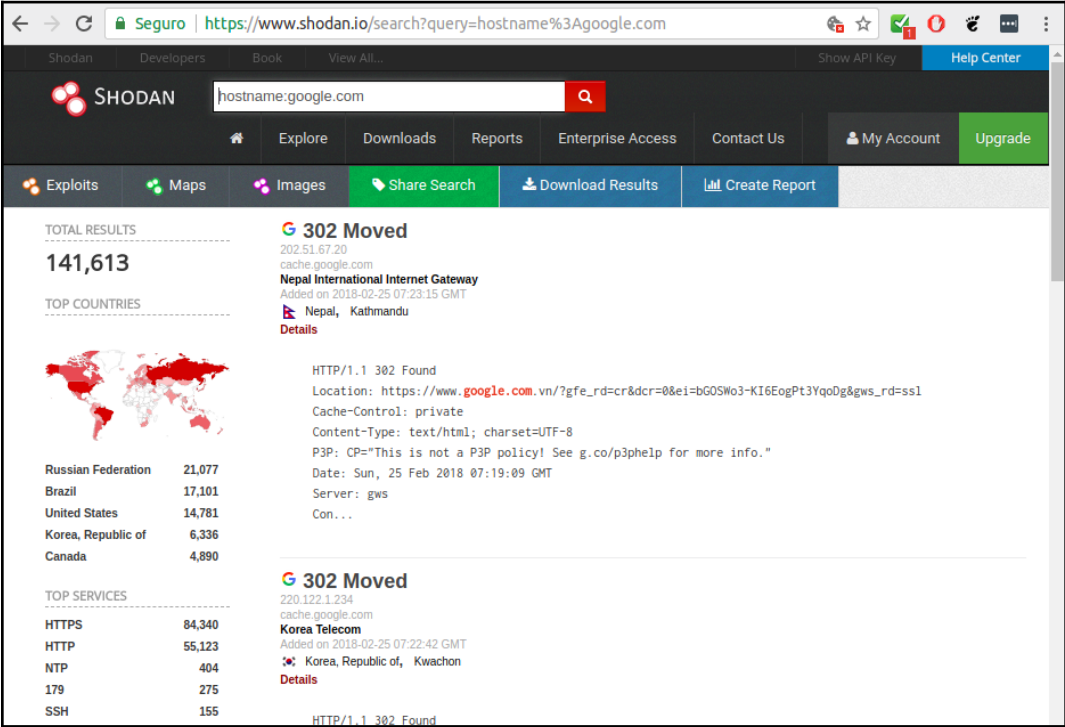 Seguro https://www.shodan.io/search?query=hostname%3Agoogle.com
1
Shodan Developers Book View All... Show API Key Help Center
SHODAN hostname:google.com
Explore Downloads Reports Enterprise Access Contact Us My Account Upgrade
Exploits Maps Images Share Search Download Results Create Report
TOTAL RESULTS
141,613
TOP COUNTRIES
Russian Federation 21,077
Brazil 17,101
United States 14,781
Korea, Republic of 6,336
Canada 4,890
TOP SERVICES
HTTPS 84,340
HTTP 55,123
NTP 404
179 275
SSH 155
302 Moved
202.51.67.20
cache.google.com
Nepal International Internet Gateway
Added on 2018-02-25 07:23:15 GMT
Nepal, Kathmandu
Details
HTTP/1.1 302 Found
Location: https://www.google.com.vn/?gfe_rd=cr&dcr=0&ei=bGOSWo3-KI6EogPt3YqoDg&gws_rd=ssl
Cache-Control: private
Content-Type: text/html; charset=UTF-8
P3P: CP="This is not a P3P policy! See g.co/p3phelp for more info."
Date: Sun, 25 Feb 2018 07:19:09 GMT
Server: gws
Con...
302 Moved
220.122.1.234
cache.google.com
Korea Telecom
Added on 2018-02-25 07:22:42 GMT
Korea, Republic of, Kwachon
Details
HTTP/1.1 302 Found